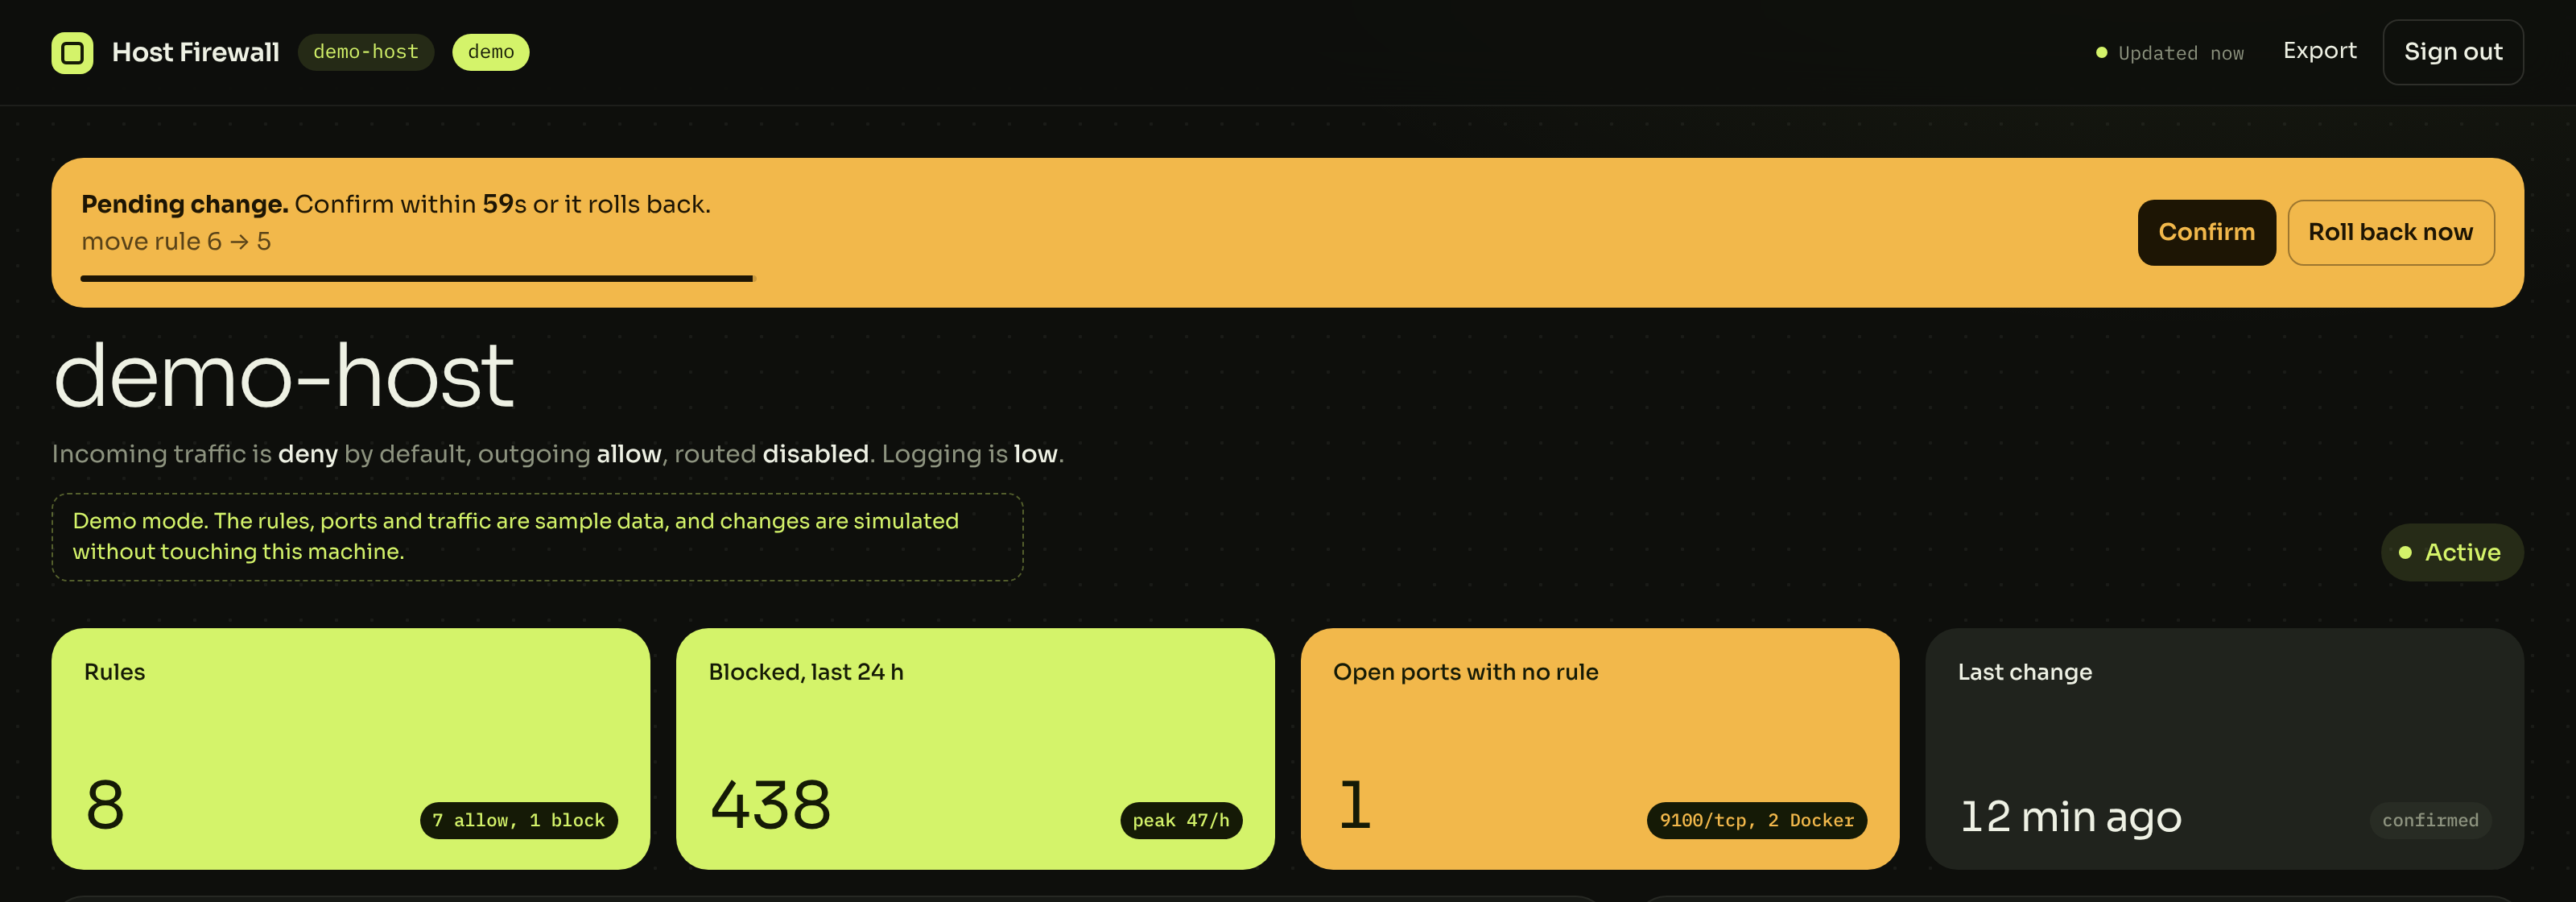 Host Firewall demo-host demo Updated now Export Sign out
Pending change. Confirm within 59s or it rolls back.
move rule 6 → 5
Confirm Roll back now
demo-host
Incoming traffic is deny by default, outgoing allow, routed disabled. Logging is low.
Demo mode. The rules, ports and traffic are sample data, and changes are simulated
without touching this machine.
Active
Rules
8
7 allow, 1 block
Blocked, last 24 h
438
peak 47/h
Open ports with no rule
1
9100/tcp, 2 Docker
Last change
12 min ago
confirmed